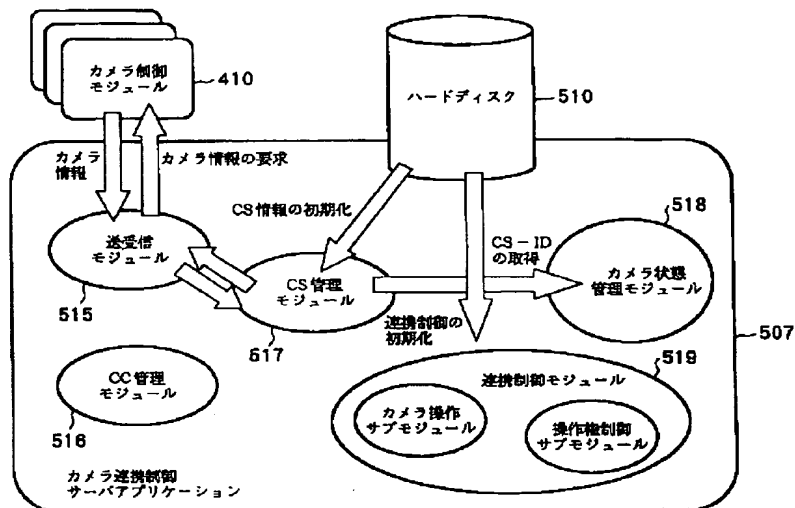 カメラ制御
モジュール
410
ハードディスク
510
カメラ
情報
カメラ情報の要求
CS情報の初期化
518
送受信
モジュール
CS-ID
の取得
カメラ状態
管理モジュール
CS管理
モジュール
515
517
連携制御の
初期化
507
519
連携制御モジュール
CC管理
モジュール
カメラ操作
サブモジュール
操作権制御
サブモジュール
516
カメラ連携制御
サーバアプリケーション